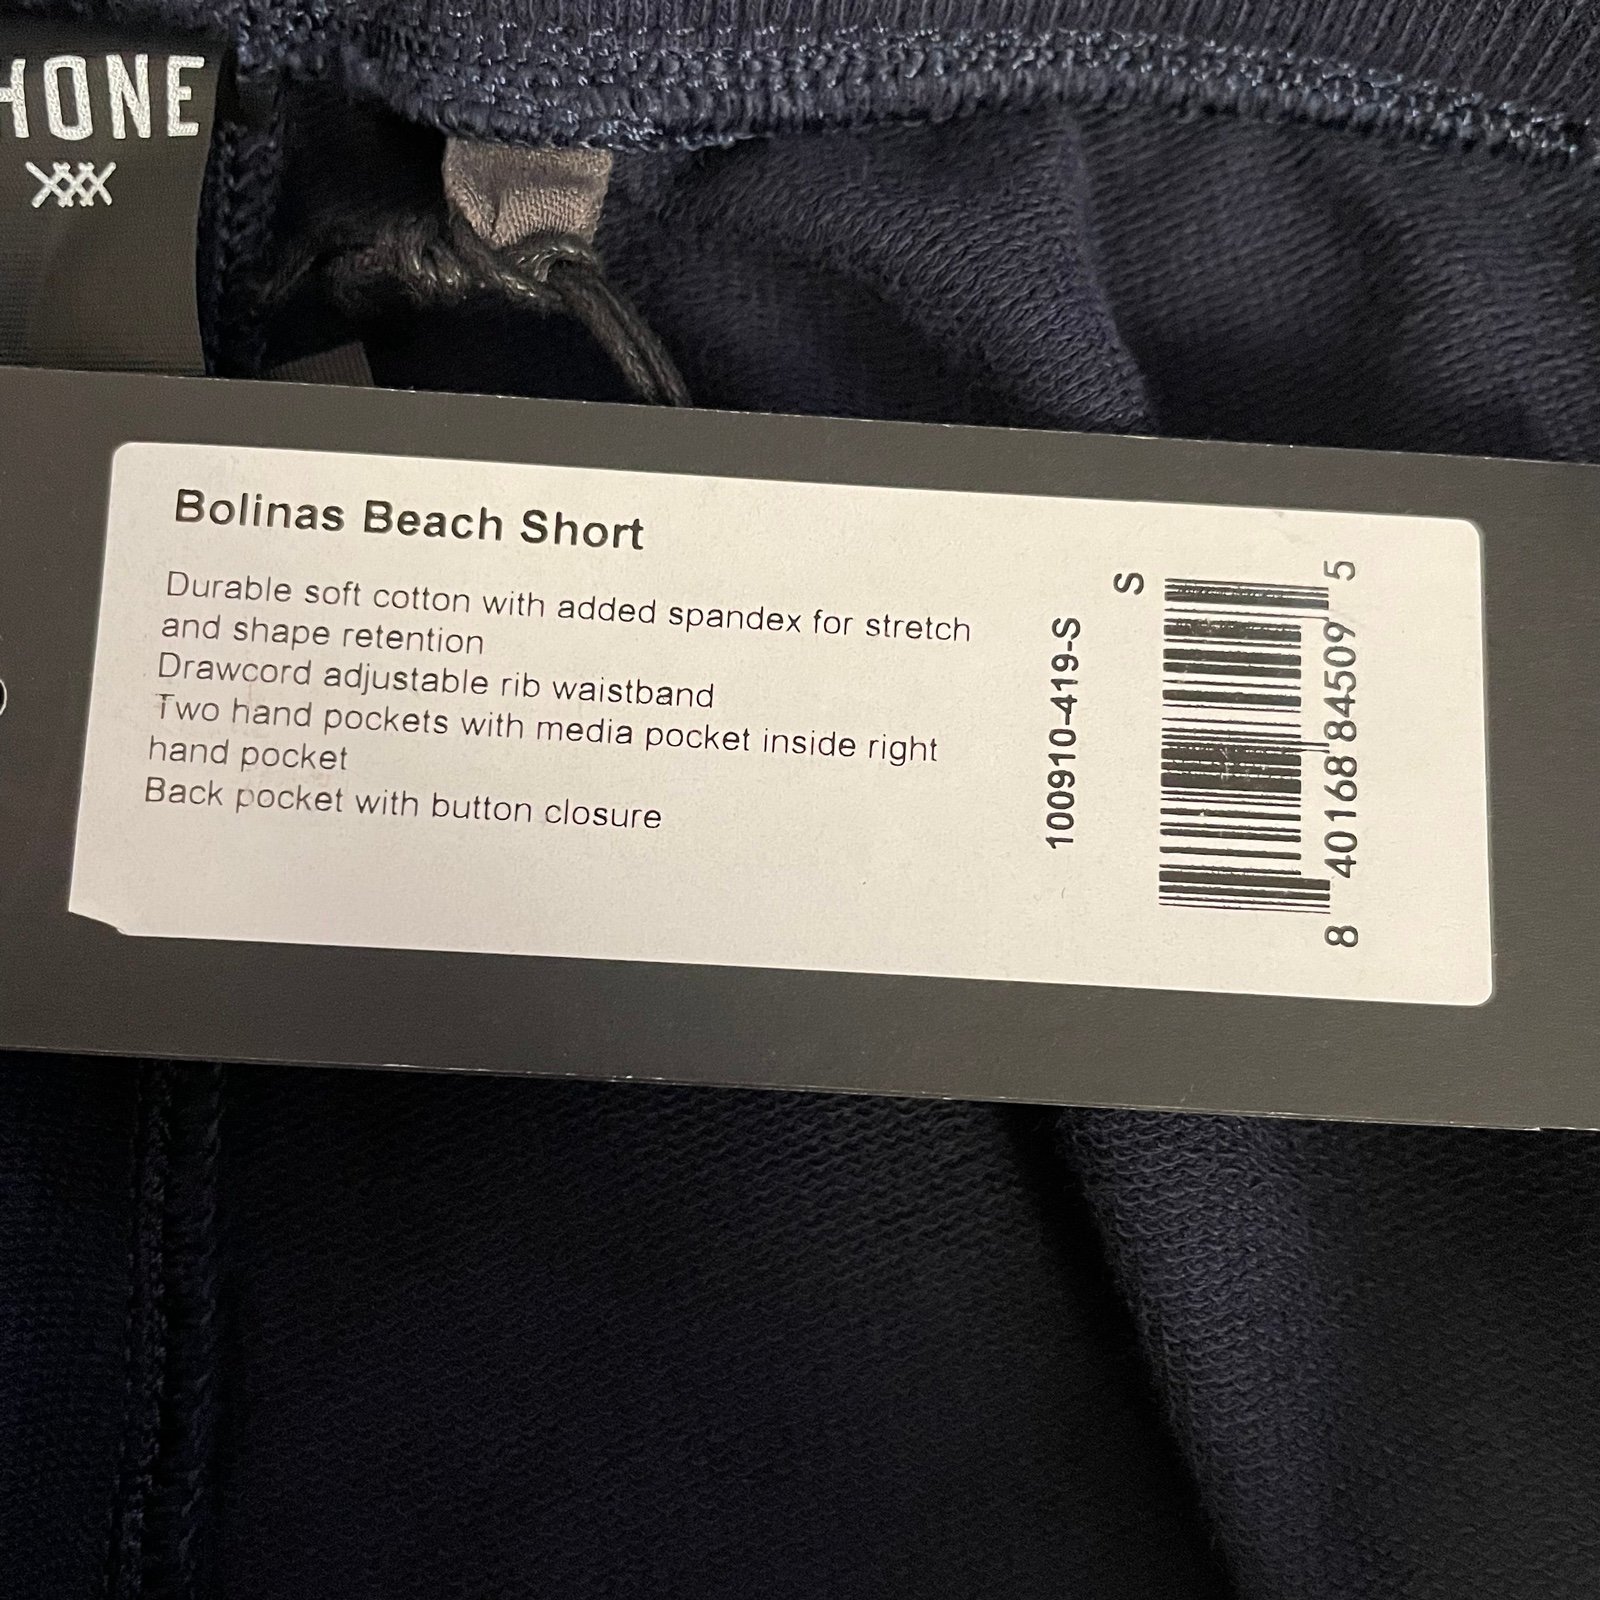 HONE
XXX
Bolinas Beach Short
Durable soft cotton with added spandex for stretch
and shape retention
Drawcord adjustable rib waistband
Two hand pockets with media pocket inside right
hand pocket
Back pocket with button closure
100910-419-S
S
8 40168 84509 5